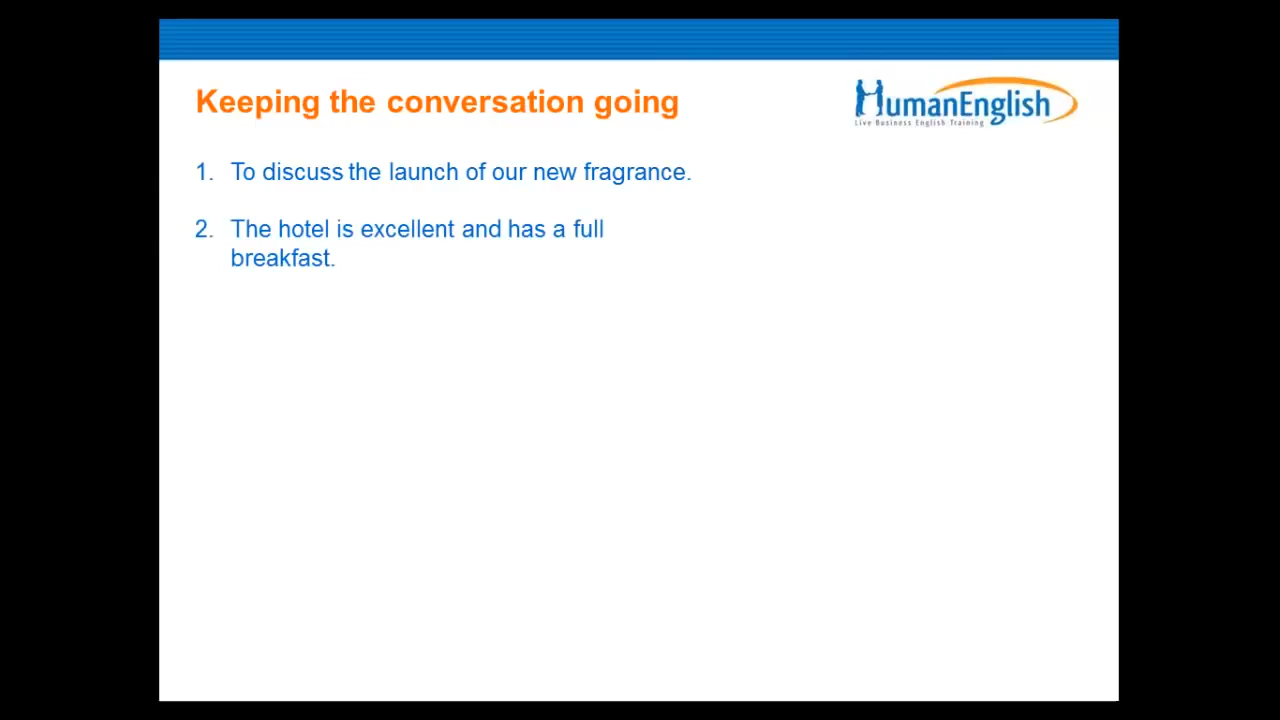 Keeping the conversation going
HumanEnglish
Live Business English Training
1. To discuss the launch of our new fragrance.
2. The hotel is excellent and has a full
breakfast.